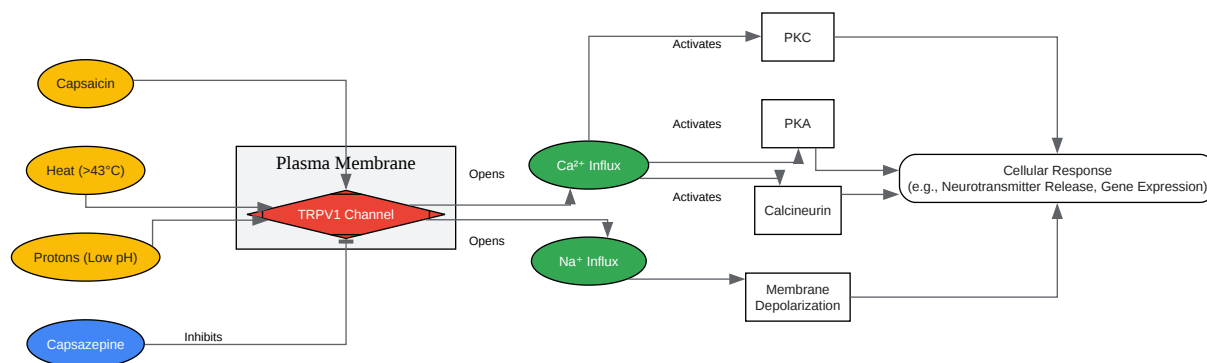 PKC
Activates
Capsaicin
Activates
PKA
Plasma Membrane
Ca²⁺ Influx
Cellular Response
(e.g., Neurotransmitter Release, Gene Expression)
Heat (>43°C)
Opens
Activates
Calcineurin
TRPV1 Channel
Opens
Protons (Low pH)
Na⁺ Influx
Membrane
Depolarization
Capsazepine
Inhibits